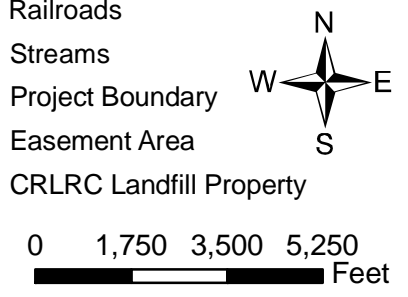 Railroads
Streams
Project Boundary
Easement Area
CRLRC Landfill Property
N
W E
S
0 1,750 3,500 5,250
Feet